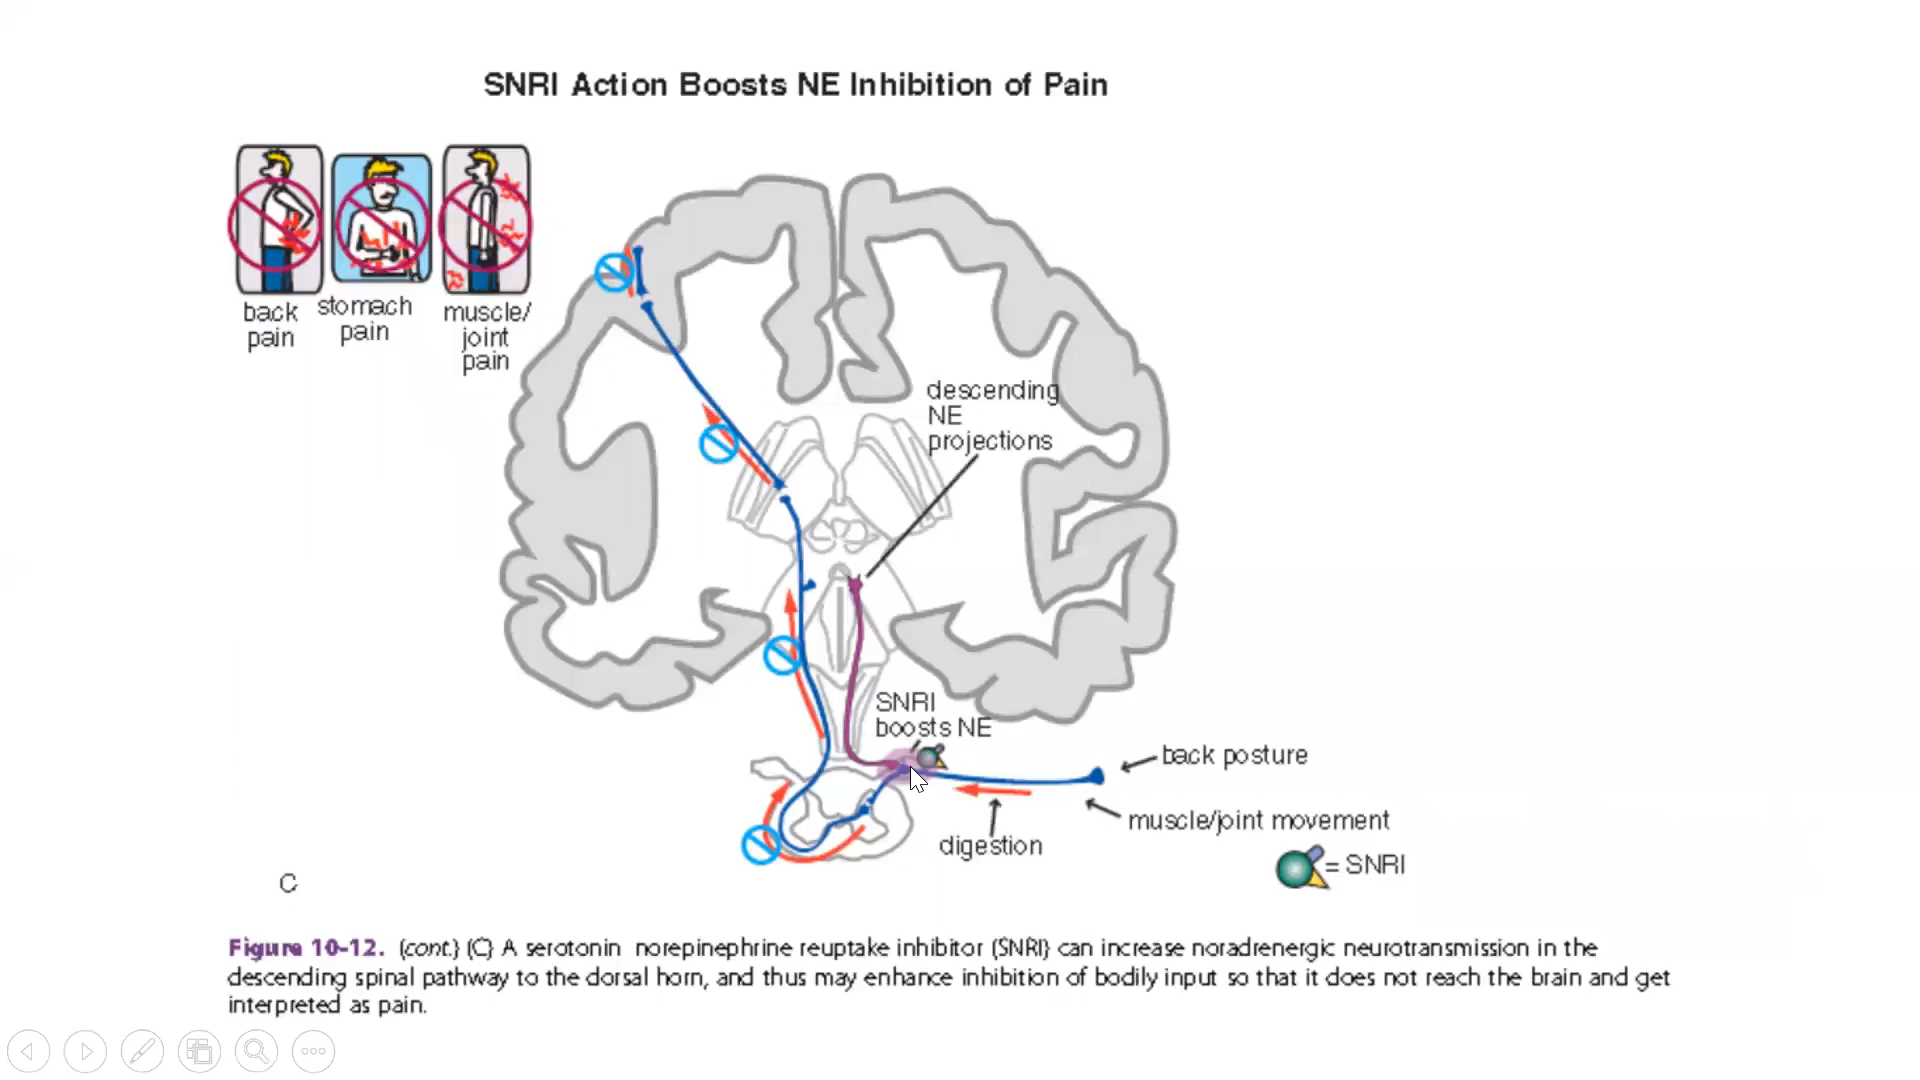 SNRI Action Boosts NE Inhibition of Pain
back
pain
stomach
pain
muscle/
joint
pain
descending
NE
projections
SNRI
boosts NE
back posture
muscle/joint movement
digestion
= SNRI
C
Figure 10-12. (cont.) (C) A serotonin norepinephrine reuptake inhibitor (SNRI) can increase noradrenergic neurotransmission in the
descending spinal pathway to the dorsal horn, and thus may enhance inhibition of bodily input so that it does not reach the brain and get
interpreted as pain.